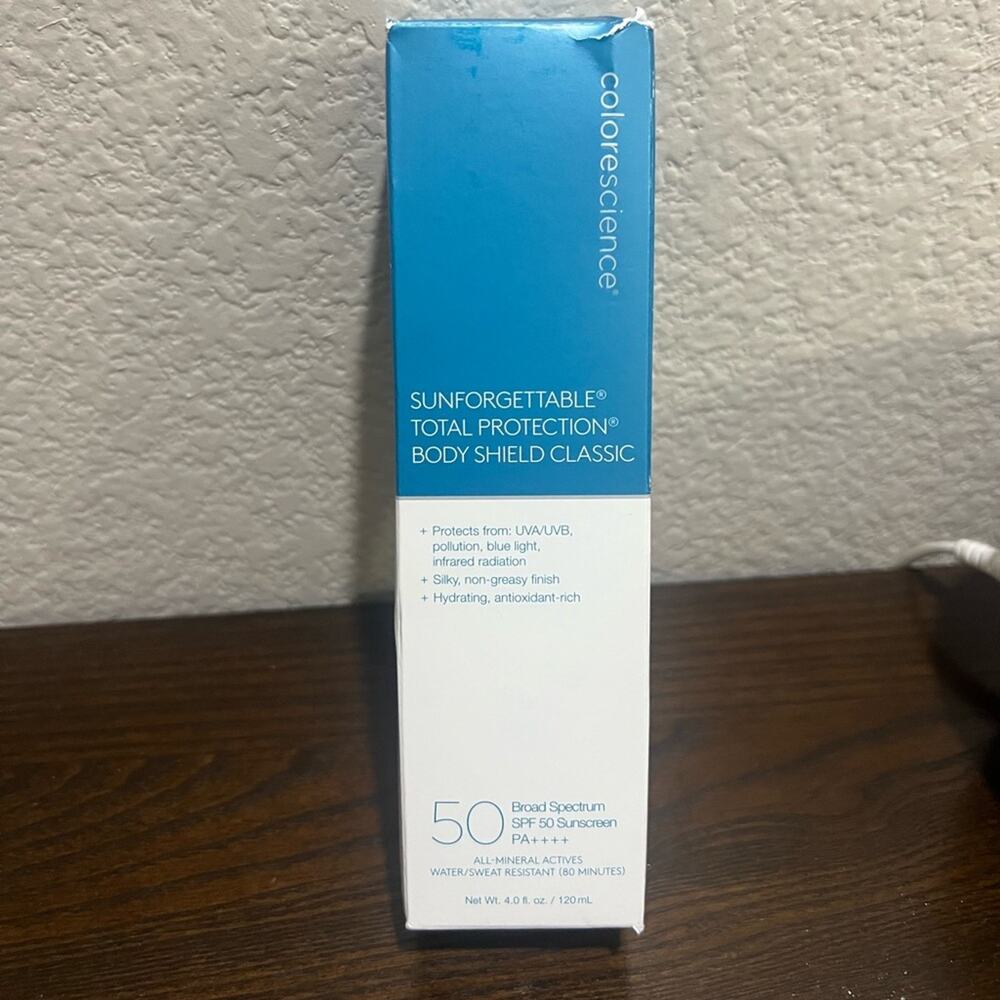 colorescience®
SUNFORGETTABLE®
TOTAL PROTECTION®
BODY SHIELD CLASSIC
+ Protects from: UVA/UVB,
pollution, blue light,
infrared radiation
+ Silky, non-greasy finish
+ Hydrating, antioxidant-rich
50
Broad Spectrum
SPF 50 Sunscreen
PA++++
ALL-MINERAL ACTIVES
WATER/SWEAT RESISTANT (80 MINUTES)
Net Wt. 4.0 fl. oz. / 120 mL